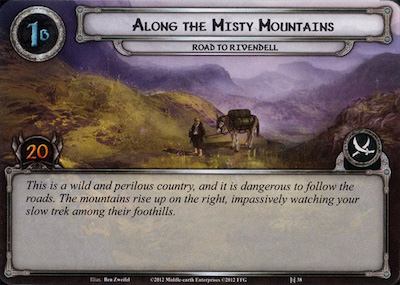 1B
ALONG THE MISTY MOUNTAINS
ROAD TO RIVENDELL
20
This is a wild and perilous country, and it is dangerous to follow the
roads. The mountains rise up on the right, impassively watching your
slow trek among their foothills.
Illus. Ben Zweifel ©2012 Middle-earth Enterprises ©2012 FFG 38